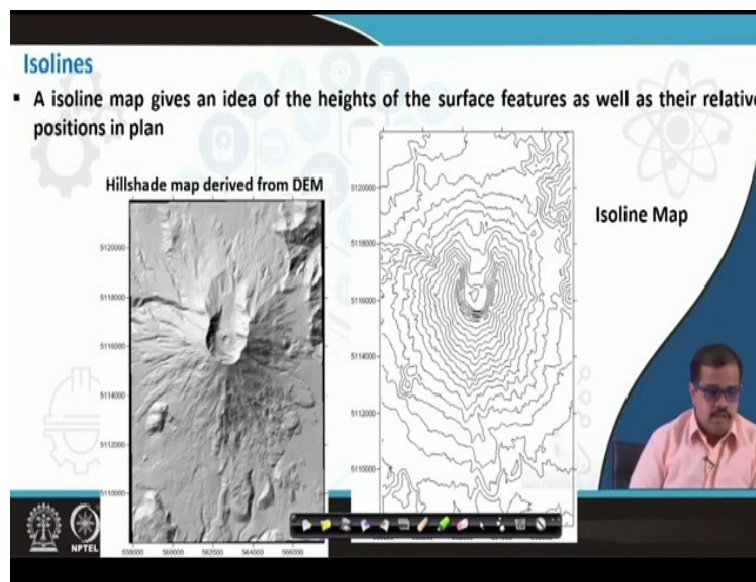 Isolines
▪ A isoline map gives an idea of the heights of the surface features as well as their relative
positions in plan
Hillshade map derived from DEM
Isoline Map
5120000
5118000
5116000
5114000
5112000
5110000
558000 560000 562000 564000 566000
5120000
5118000
5116000
5114000
5112000
5110000
NPTEL